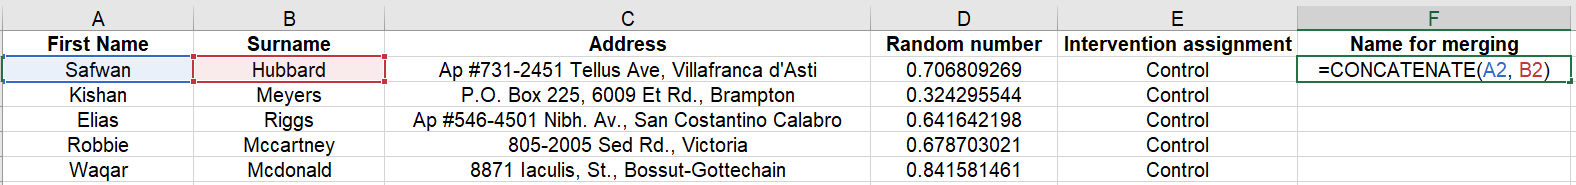 A B C D E F
First Name Surname Address Random number Intervention assignment Name for merging
Safwan Hubbard Ap #731-2451 Tellus Ave, Villafranca d'Asti 0.706809269 Control =CONCATENATE(A2, B2)
Kishan Meyers P.O. Box 225, 6009 Et Rd., Brampton 0.324295544 Control
Elias Riggs Ap #546-4501 Nibh. Av., San Costantino Calabro 0.641642198 Control
Robbie Mccartney 805-2005 Sed Rd., Victoria 0.678703021 Control
Waqar Mcdonald 8871 Iaculis, St., Bossut-Gottechain 0.841581461 Control